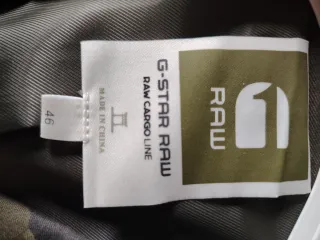 RAW
G-STAR RAW
RAW CARGO LINE
MADE IN CHINA
46